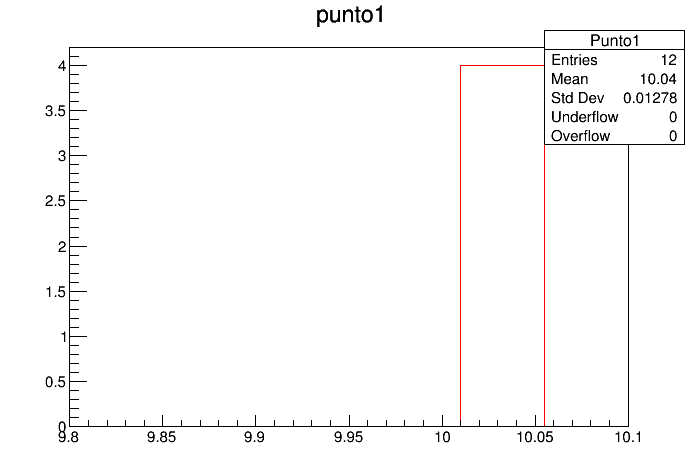 punto1
Punto1
Entries 12
Mean 10.04
Std Dev 0.01278
Underflow 0
Overflow 0
4
3.5
3
2.5
2
1.5
1
0.5
0
9.8 9.85 9.9 9.95 10 10.05 10.1